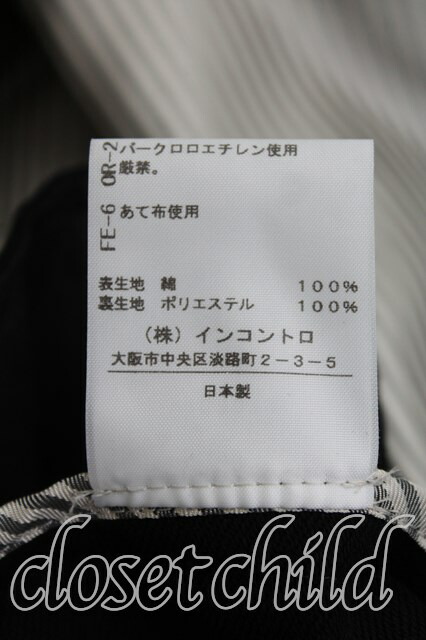 OR-2 パークロロエチレン使用
厳禁。
FE-6 あて布使用
表生地 綿 100%
裏生地 ポリエステル 100%
(株)インコントロ
大阪市中央区淡路町2-3-5
日本製
closet child